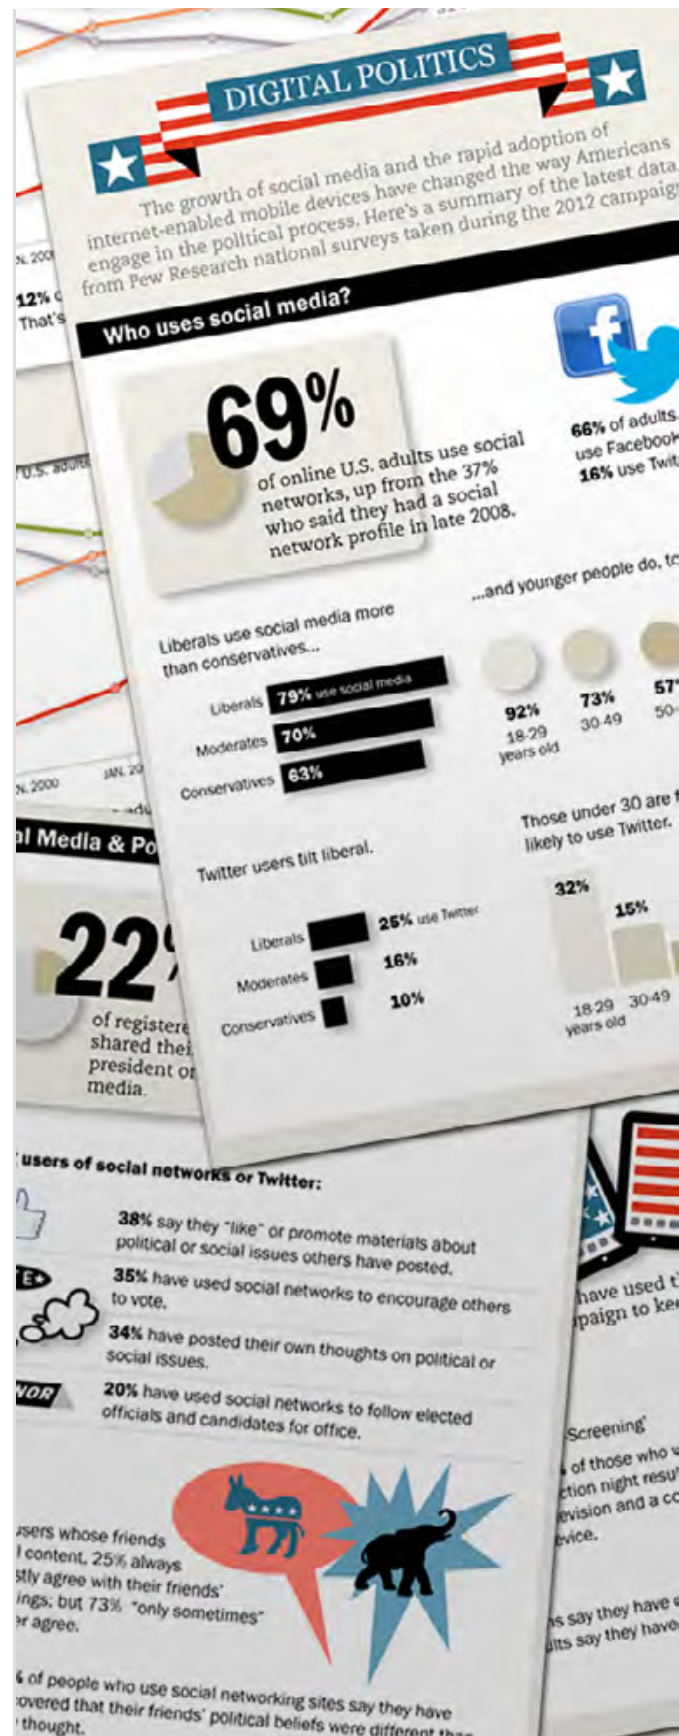 DIGITAL POLITICS
The growth of social media and the rapid adoption of
internet-enabled mobile devices have changed the way Americans
engage in the political process. Here's a summary of the latest data
from Pew Research national surveys taken during the 2012
Who uses social media?
69%
of online U.S. adults use social
networks, up from the 37%
who said they had a social
network profile in late 2008.
66% of adults
use Facebook
16% use
Liberals use social media more
than conservatives...
Liberals 79% use social media
Moderates 70%
Conservatives 63%
...and younger people do,
92% 73%
18-29 30-49
years old
Twitter users tilt liberal.
Liberals 25% use Twitter
Moderates 16%
Conservatives 10%
Those under 30 are
likely to use Twitter.
32% 15%
18-29 30-49
years old
12%
That's
U.S.
2000 JAN.
Media &
22
of
shared
president
media.
users of social networks or Twitter:
38% say they "like" or promote materials about
political or social issues others have posted.
35% have used social networks to encourage others
to vote.
34% have posted their own thoughts on political or
social issues.
20% have used social networks to follow elected
officials and candidates for office.
users whose friends
content, 25% always
agree with their friends'
but 73% "only sometimes"
agree.
of people who use social networking sites say they have
that their friends' political beliefs were different
thought.
have used
to
Screening'
of those who
night
and a
say they have
say they have